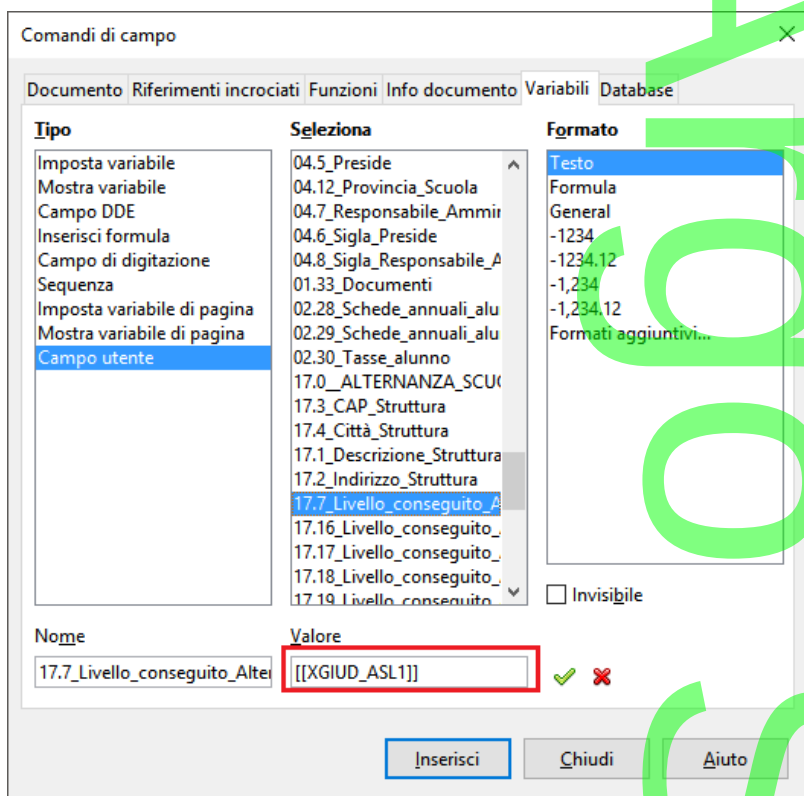 Comandi di campo
Documento Riferimenti incrociati Funzioni Info documento Variabili Database
Tipo
Imposta variabile
Mostra variabile
Campo DDE
Inserisci formula
Campo di digitazione
Sequenza
Imposta variabile di pagina
Mostra variabile di pagina
Campo utente
Seleziona
04.5_Preside
04.12_Provincia_Scuola
04.7_Responsabile_Ammir
04.6_Sigla_Preside
04.8_Sigla_Responsabile_A
01.33_Documenti
02.28_Schede_annuali_alu
02.29_Schede_annuali_alu
02.30_Tasse_alunno
17.0__ALTERNANZA_SCU
17.3_CAP_Struttura
17.4_Città_Struttura
17.1_Descrizione_Struttura
17.2_Indirizzo_Struttura
17.7_Livello_conseguito_A
17.16_Livello_conseguito_
17.17_Livello_conseguito_
17.18_Livello_conseguito_
17.19_Livello_conseguito
Formato
Testo
Formula
General
-1234
-1234.12
-1,234
-1,234.12
Formati aggiuntivi...
Invisibile
Nome
17.7_Livello_conseguito_Alter
Valore
[[XGIUD_ASL1]]
Inserisci Chiudi Aiuto